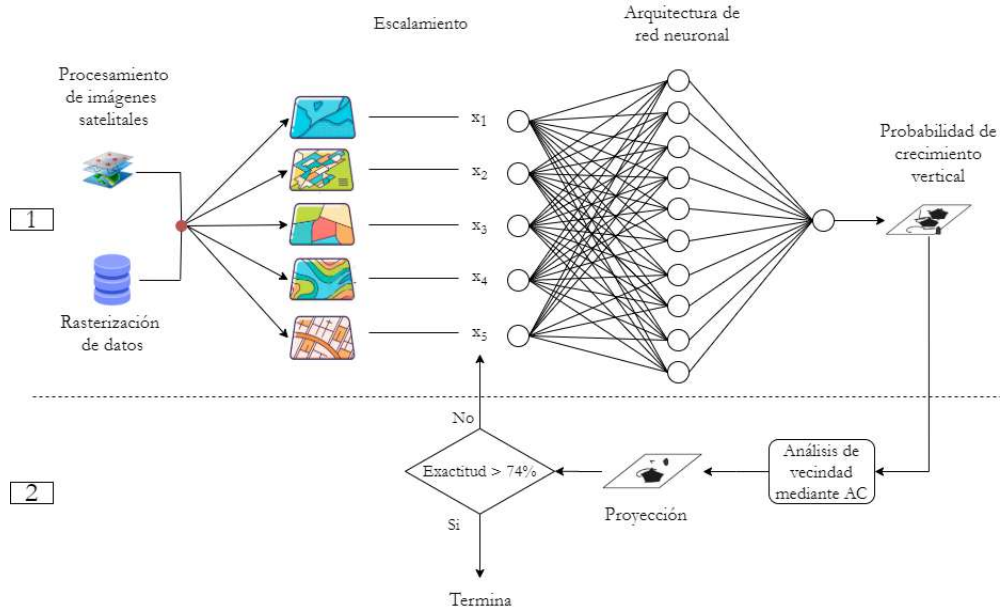 Escalamiento
Arquitectura de
red neuronal
Procesamiento
de imágenes
satelitales
Probabilidad de
crecimiento
vertical
x1
x2
x3
x4
x5
1
Rasterización
de datos
No
Exactitud > 74%
Si
Termina
Proyección
Análisis de
vecindad
mediante AC
2